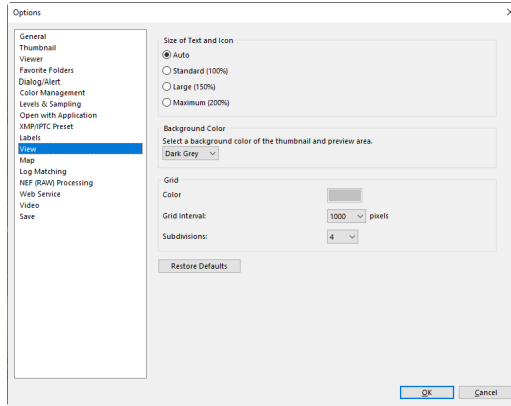 Options
General
Thumbnail
Viewer
Favorite Folders
Dialog/Alert
Color Management
Levels & Sampling
Open with Application
XMP/IPTC Preset
Labels
View
Map
Log Matching
NEF (RAW) Processing
Web Service
Video
Save
Size of Text and Icon
Auto
Standard (100%)
Large (150%)
Maximum (200%)
Background Color
Select a background color of the thumbnail and preview area.
Dark Grey
Grid
Color
Grid Interval: 1000 pixels
Subdivisions: 4
Restore Defaults
OK Cancel